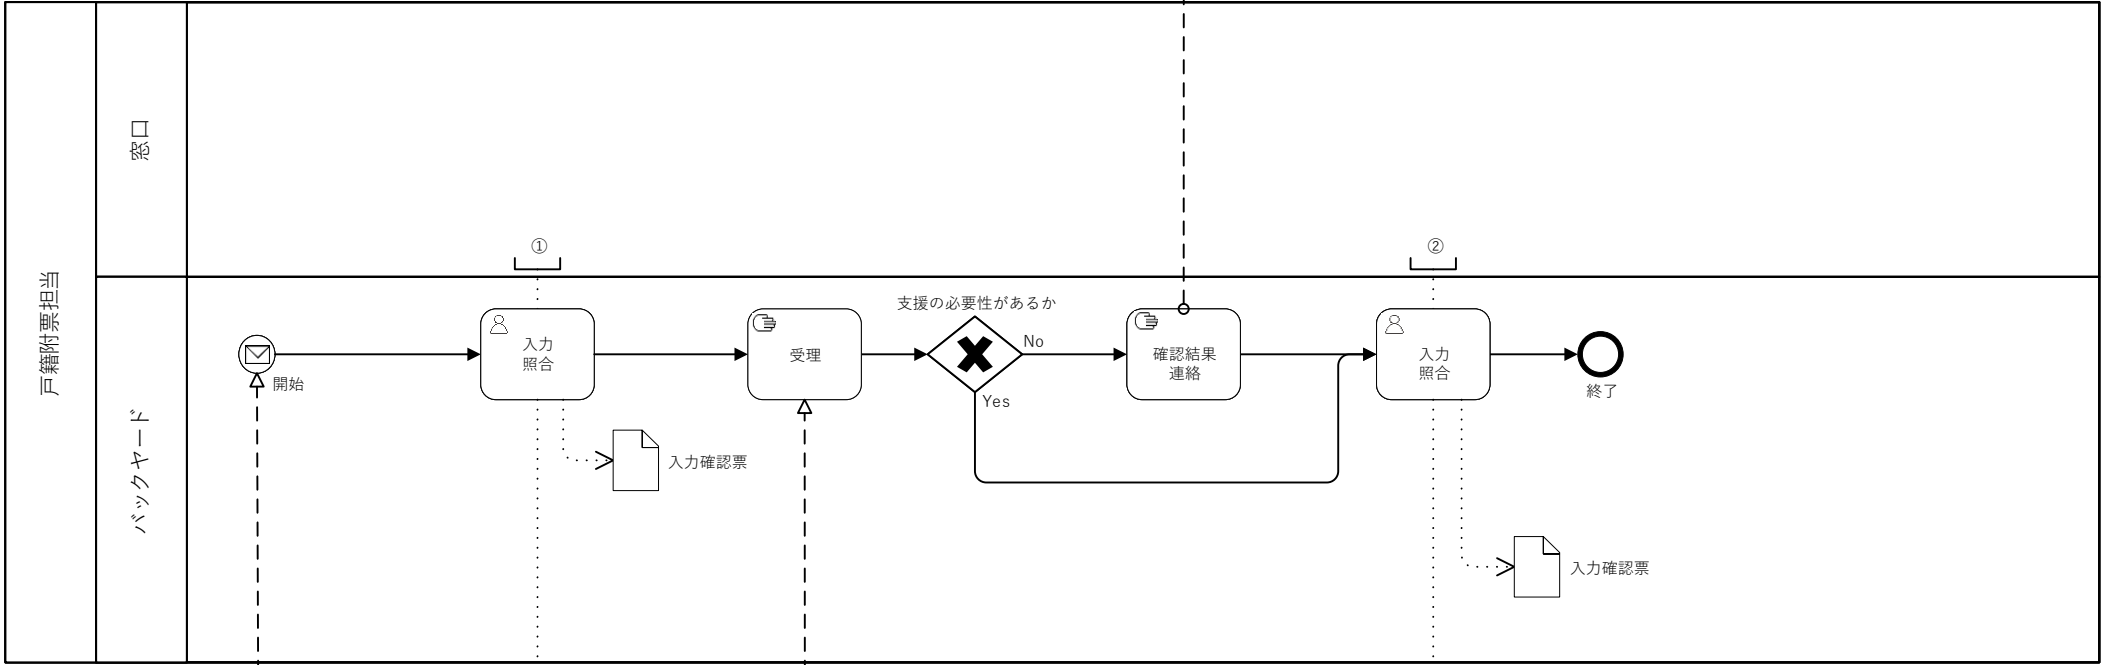 戸籍附票担当
窓口
バックヤード
開始
①
入力
照合
入力確認票
受理
支援の必要性があるか
No
Yes
確認結果
連絡
②
入力
照合
入力確認票
終了